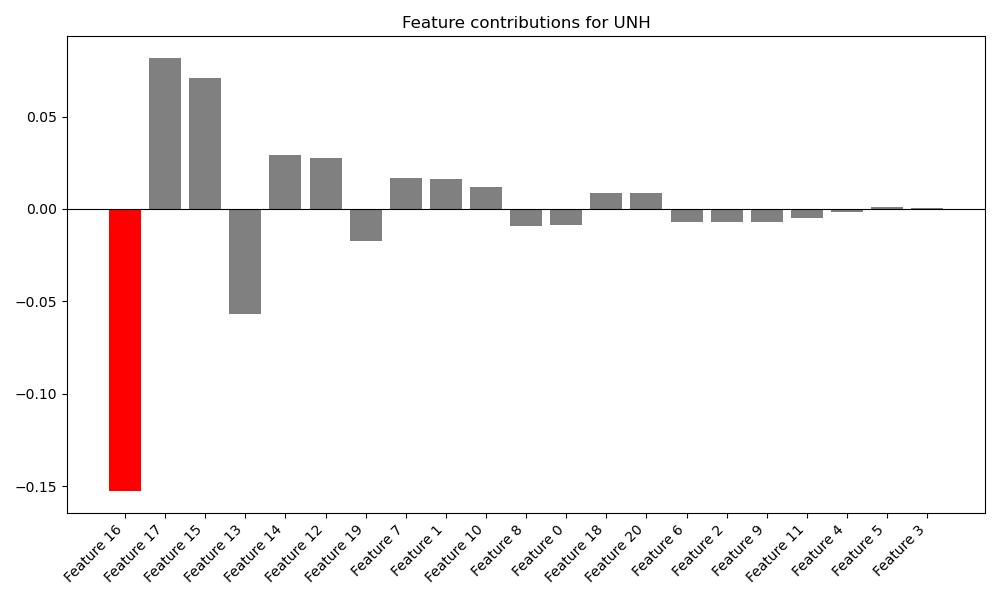 Feature contributions for UNH
0.05
0.00
−0.05
−0.10
−0.15
Feature 16
Feature 17
Feature 15
Feature 13
Feature 14
Feature 12
Feature 19
Feature 7
Feature 1
Feature 10
Feature 8
Feature 0
Feature 18
Feature 20
Feature 6
Feature 2
Feature 9
Feature 11
Feature 4
Feature 5
Feature 3